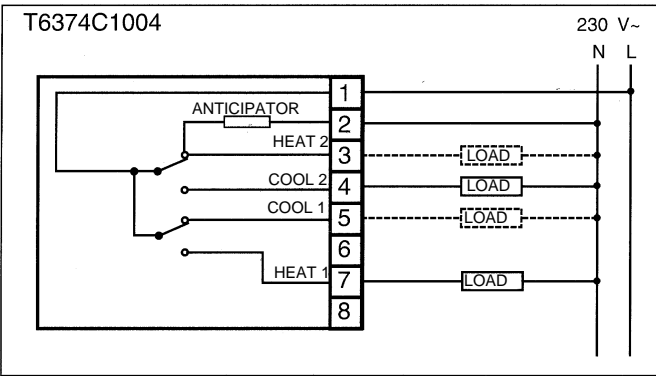 T6374C1004
230 V~
N L
1
ANTICIPATOR
2
HEAT 2
3
LOAD
COOL 2
4
LOAD
COOL 1
5
LOAD
6
HEAT 1
7
LOAD
8